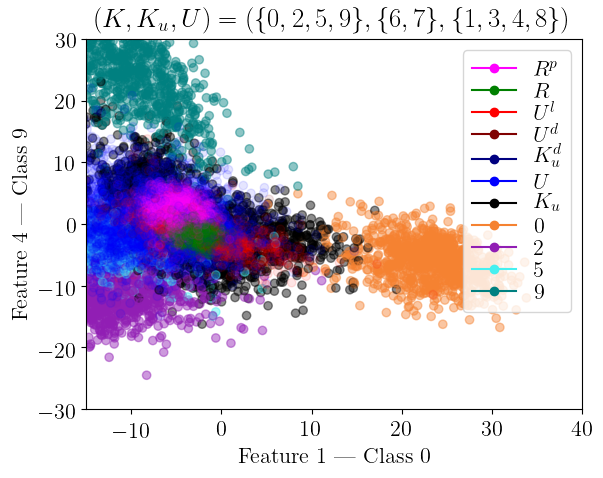 (K, K_u, U) = ({0, 2, 5, 9}, {6, 7}, {1, 3, 4, 8})
30
20
10
0
−10
−20
−30
Feature 4 — Class 9
R^p
R
U^l
U^d
K_u^d
U
K_u
0
2
5
9
−10
0
10
20
30
40
Feature 1 — Class 0